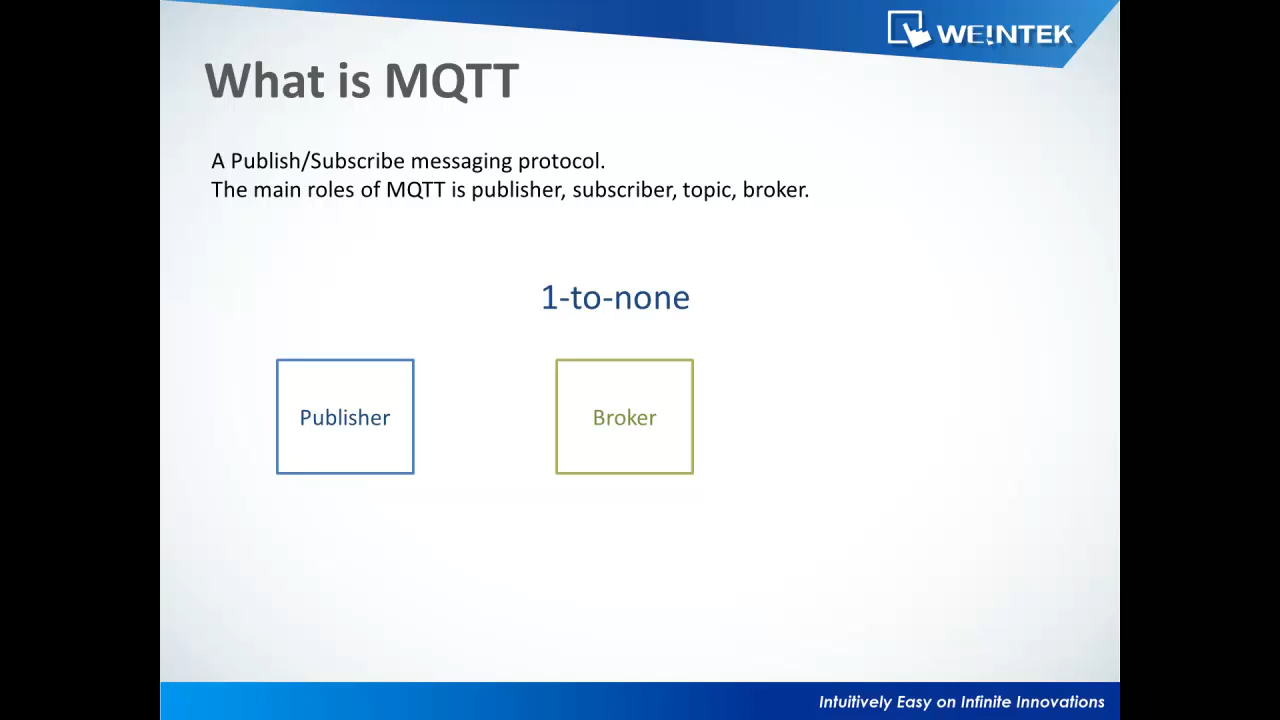 WEINTEK
What is MQTT
A Publish/Subscribe messaging protocol.
The main roles of MQTT is publisher, subscriber, topic, broker.
1-to-none
Publisher
Broker
Intuitively Easy on Infinite Innovations